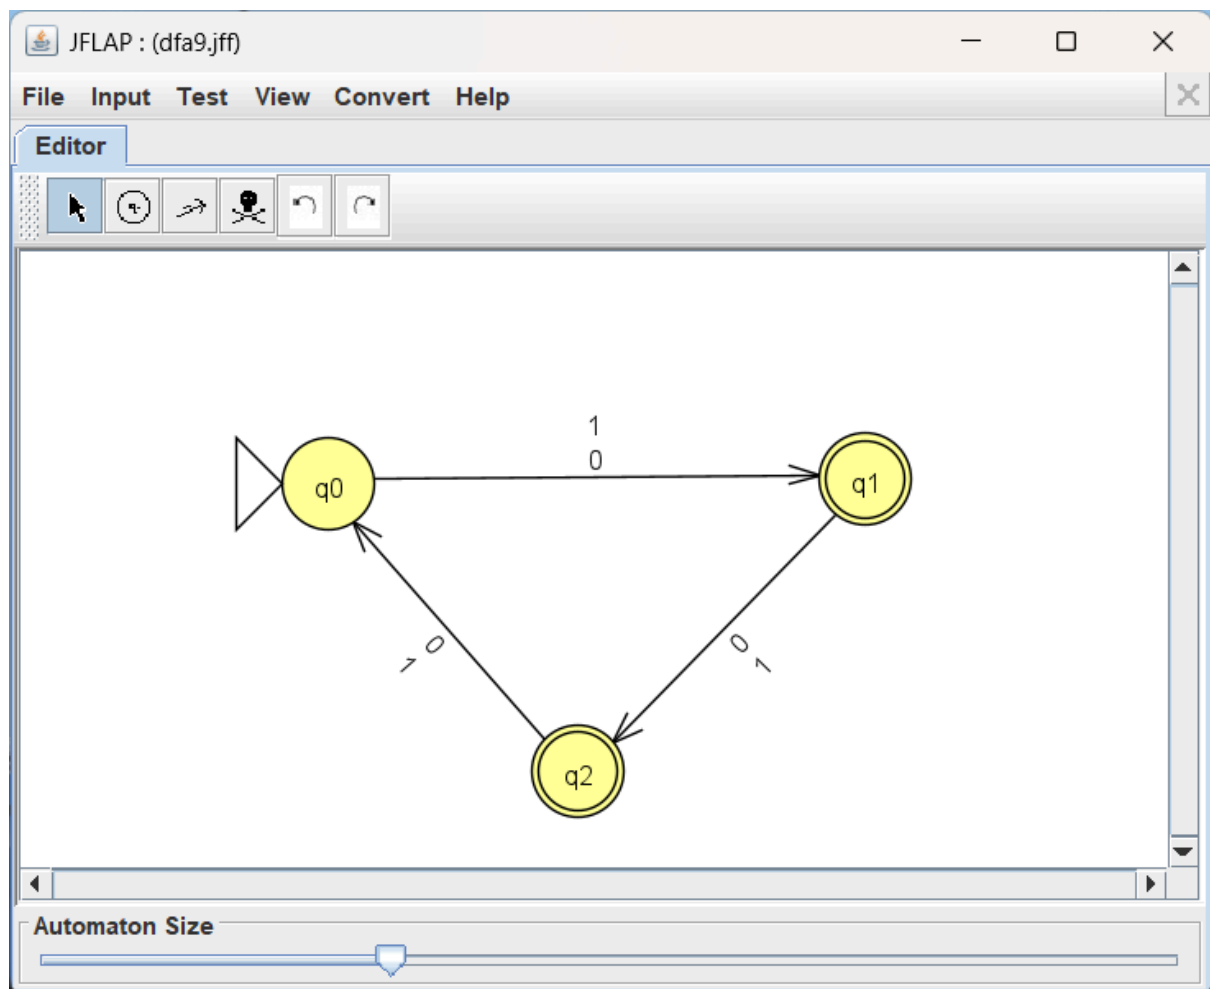 JFLAP : (dfa9.jff)
File Input Test View Convert Help
Editor
1
0
q0
q1
0
1
0
1
q2
Automaton Size